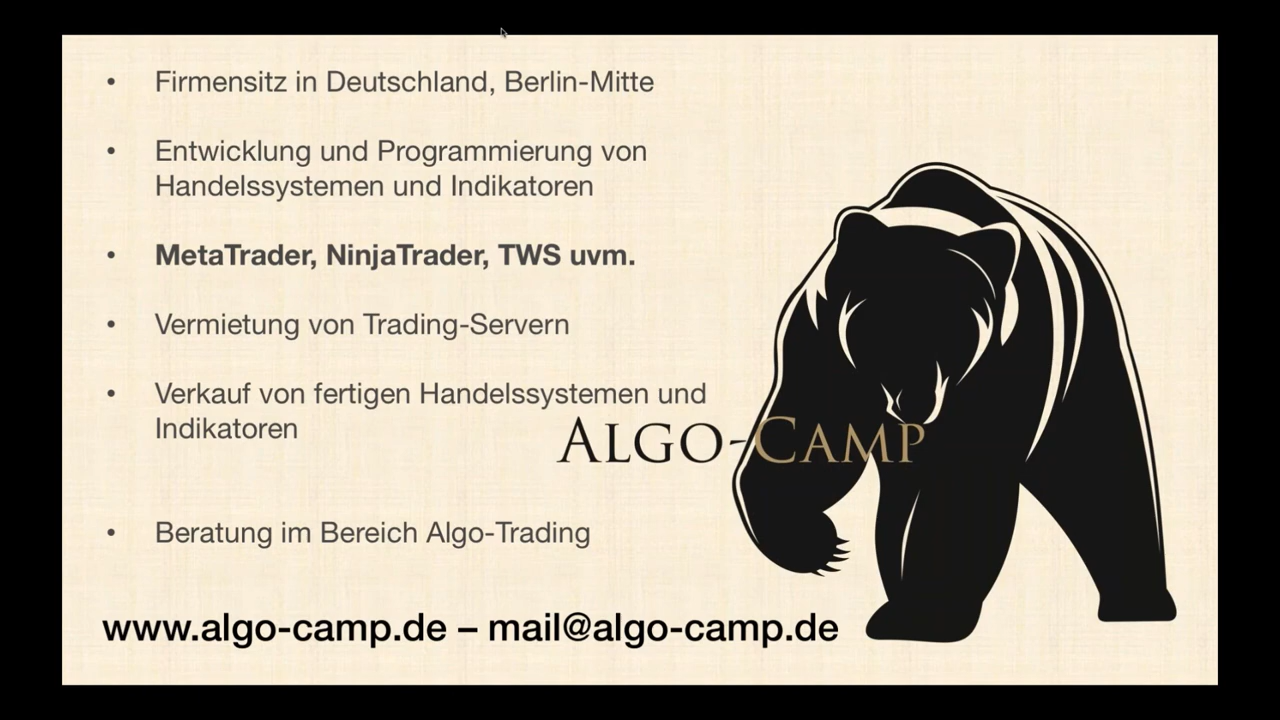 • Firmensitz in Deutschland, Berlin-Mitte
• Entwicklung und Programmierung von
Handelssystemen und Indikatoren
• MetaTrader, NinjaTrader, TWS uvm.
• Vermietung von Trading-Servern
• Verkauf von fertigen Handelssystemen und
Indikatoren
ALGO-CAMP
• Beratung im Bereich Algo-Trading
www.algo-camp.de – mail@algo-camp.de